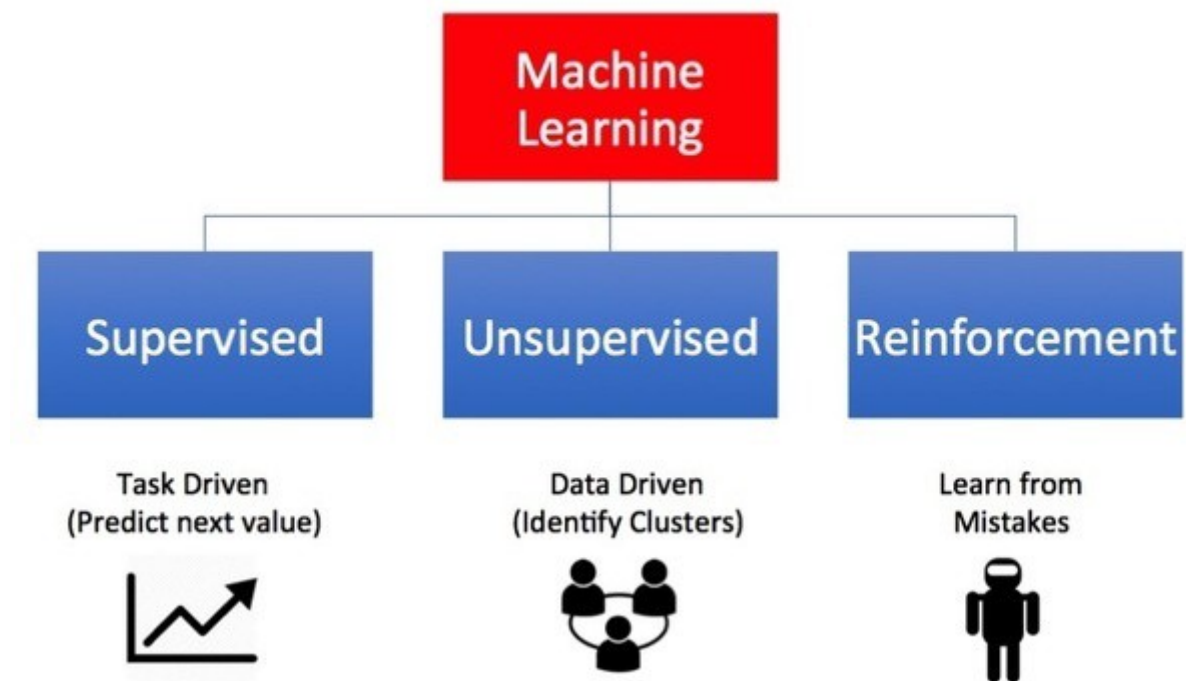 Machine
Learning
Supervised
Unsupervised
Reinforcement
Task Driven
(Predict next value)
Data Driven
(Identify Clusters)
Learn from
Mistakes